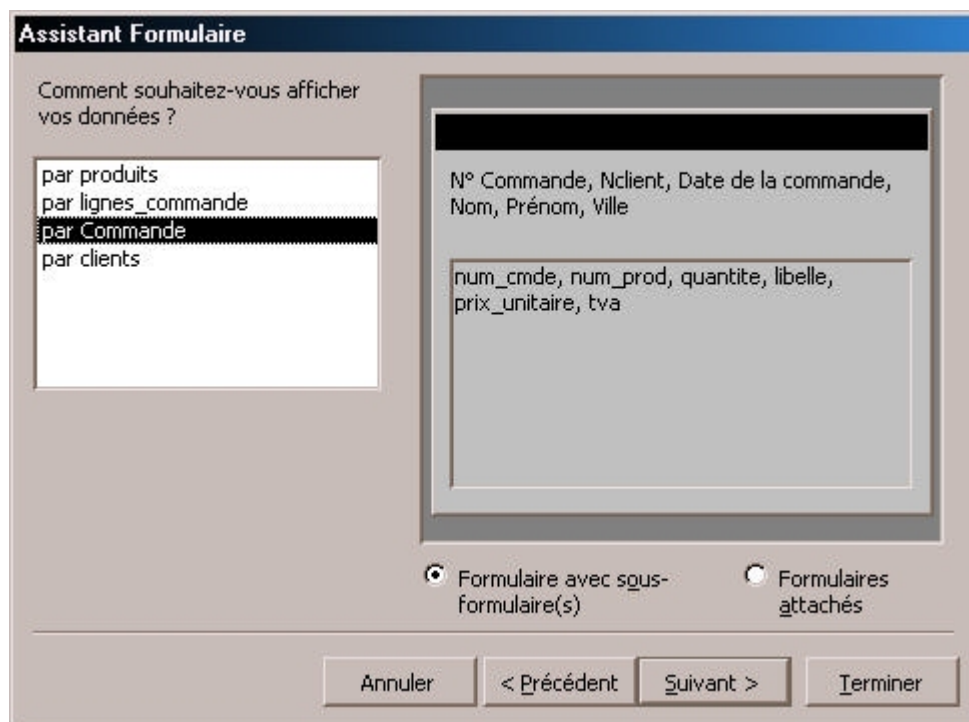 Assistant Formulaire
Comment souhaitez-vous afficher
vos données ?
par produits
par lignes_commande
par Commande
par clients
N° Commande, Nclient, Date de la commande,
Nom, Prénom, Ville
num_cmde, num_prod, quantite, libelle,
prix_unitaire, tva
Formulaire avec sous-
formulaire(s)
Formulaires
attachés
Annuler
< Précédent
Suivant >
Terminer